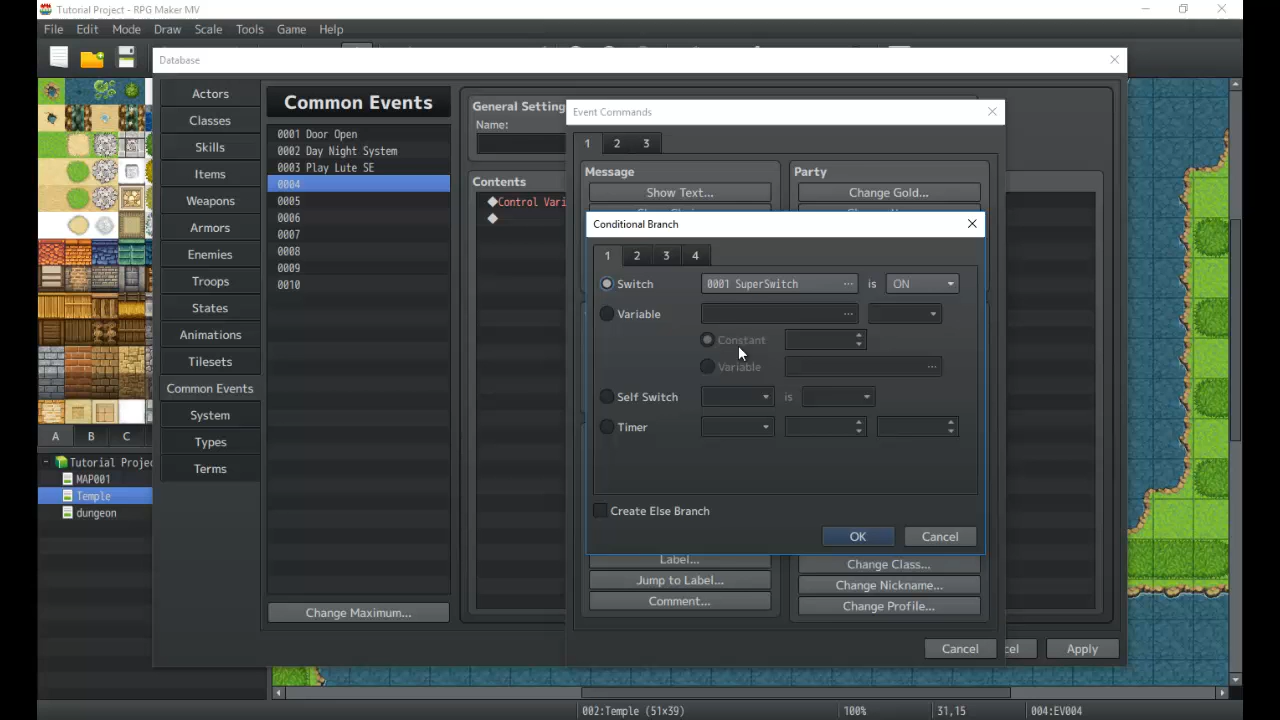 Tutorial Project - RPG Maker MV
File Edit Mode Draw Scale Tools Game Help
Database
Actors
Classes
Skills
Items
Weapons
Armors
Enemies
Troops
States
Animations
Tilesets
Common Events
System
Types
Terms
Common Events
0001 Door Open
0002 Day Night System
0003 Play Lute SE
0004
0005
0006
0007
0008
0009
0010
Change Maximum...
General Setting
Name:
Contents
◆Control Vari
◆
Event Commands
1 2 3
Message
Show Text...
Party
Change Gold...
Conditional Branch
1 2 3 4
Switch 0001 SuperSwitch ... is ON
Variable ...
Constant
Variable ...
Self Switch is
Timer
Create Else Branch
OK Cancel
Label...
Jump to Label...
Comment...
Change Class...
Change Nickname...
Change Profile...
Cancel cel Apply
A B C
Tutorial Projec
MAP001
Temple
dungeon
002:Temple (51x39) 100% 31,15 004:EV004